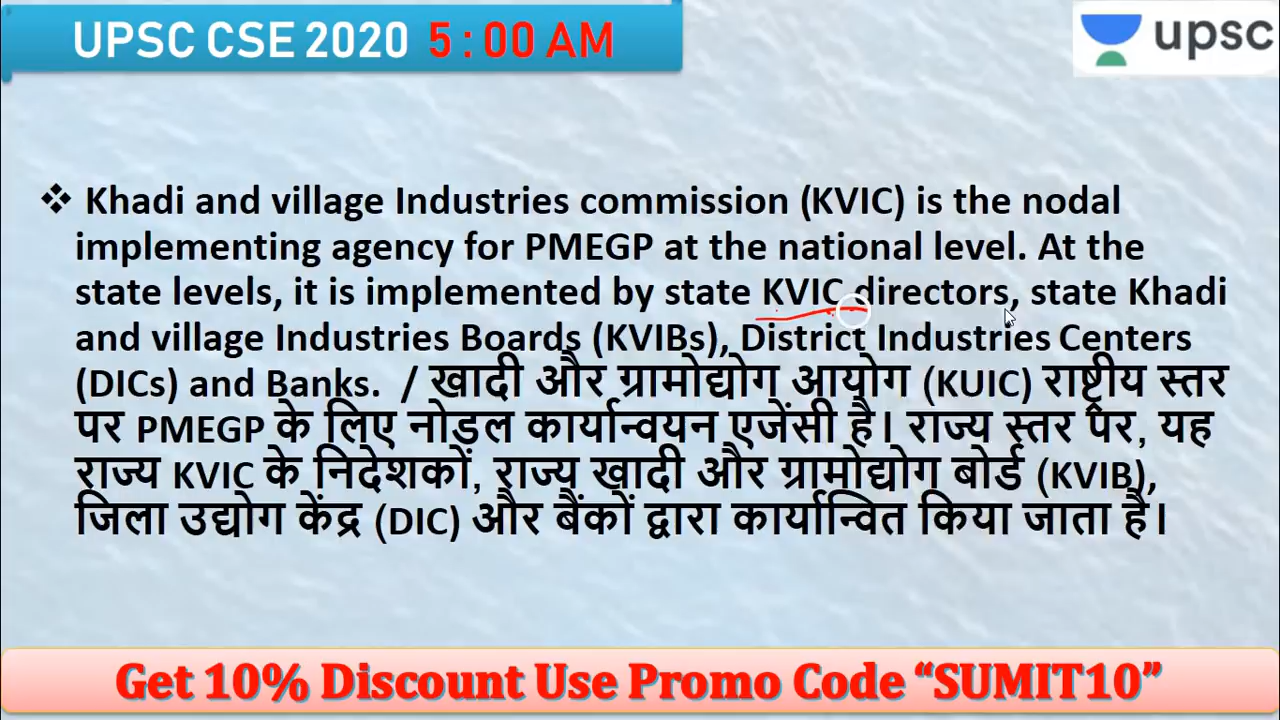 UPSC CSE 2020 5 : 00 AM
upsc
❖ Khadi and village Industries commission (KVIC) is the nodal
implementing agency for PMEGP at the national level. At the
state levels, it is implemented by state KVIC directors, state Khadi
and village Industries Boards (KVIBs), District Industries Centers
(DICs) and Banks. / खादी और ग्रामोद्योग आयोग (KUIC) राष्ट्रीय स्तर
पर PMEGP के लिए नोडल कार्यान्वयन एजेंसी है। राज्य स्तर पर, यह
राज्य KVIC के निदेशकों, राज्य खादी और ग्रामोद्योग बोर्ड (KVIB),
जिला उद्योग केंद्र (DIC) और बैंकों द्वारा कार्यान्वित किया जाता है।
Get 10% Discount Use Promo Code “SUMIT10”